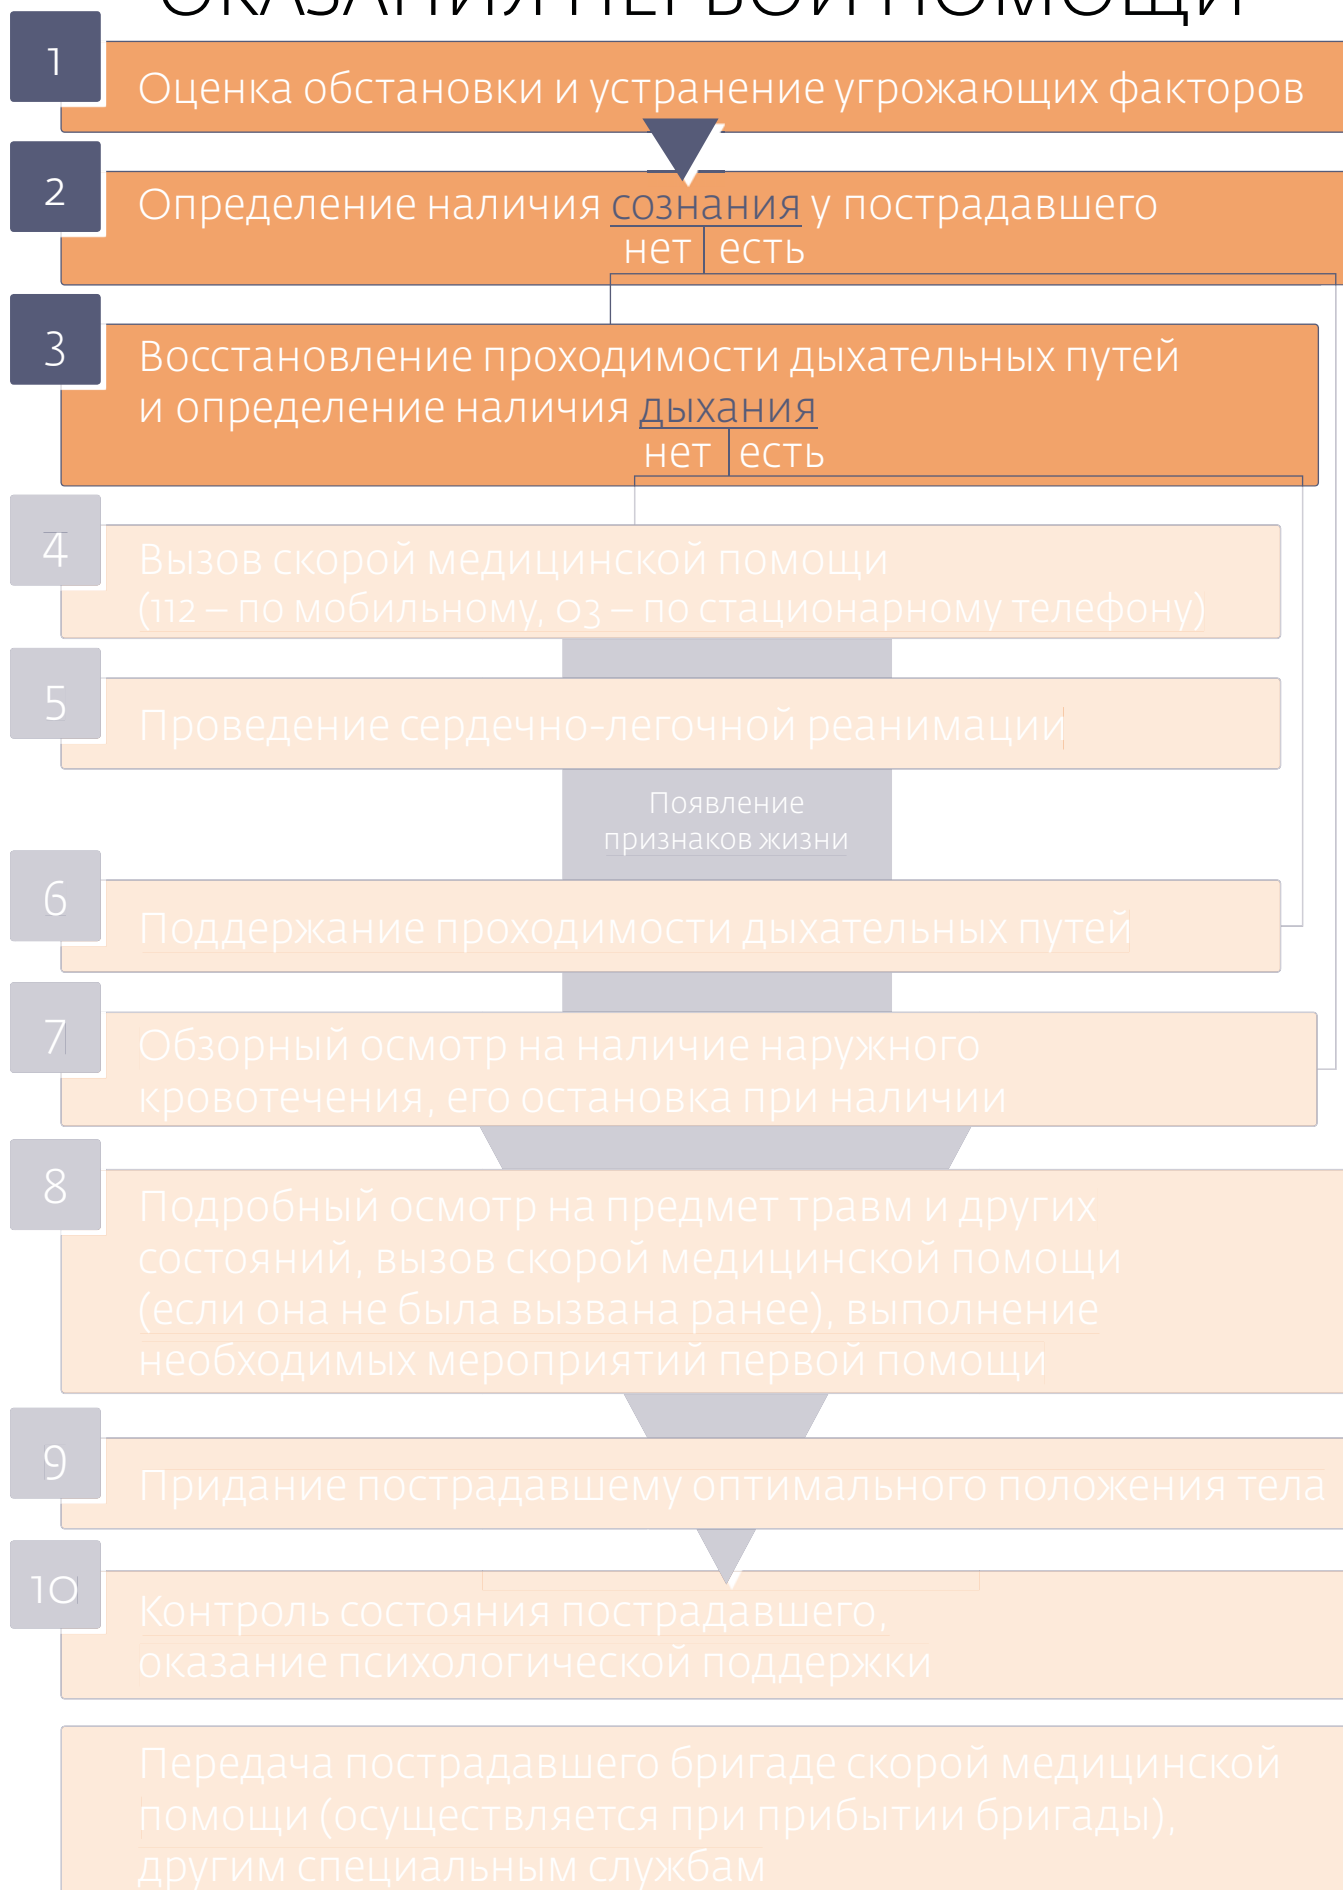 ОКАЗАНИЯ ПЕРВОЙ ПОМОЩИ
1
Оценка обстановки и устранение угрожающих факторов
2
Определение наличия сознания у пострадавшего
нет есть
3
Восстановление проходимости дыхательных путей
и определение наличия дыхания
нет есть
4
Вызов скорой медицинской помощи
(112 – по мобильному, 03 – по стационарному телефону)
5
Проведение сердечно-легочной реанимации
Появление
признаков жизни
6
Поддержание проходимости дыхательных путей
7
Обзорный осмотр на наличие наружного
кровотечения, его остановка при наличии
8
Подробный осмотр на предмет травм и других
состояний, вызов скорой медицинской помощи
(если она не была вызвана ранее), выполнение
необходимых мероприятий первой помощи
9
Придание пострадавшему оптимального положения тела
10
Контроль состояния пострадавшего,
оказание психологической поддержки
Передача пострадавшего бригаде скорой медицинской
помощи (осуществляется при прибытии бригады),
другим специальным службам